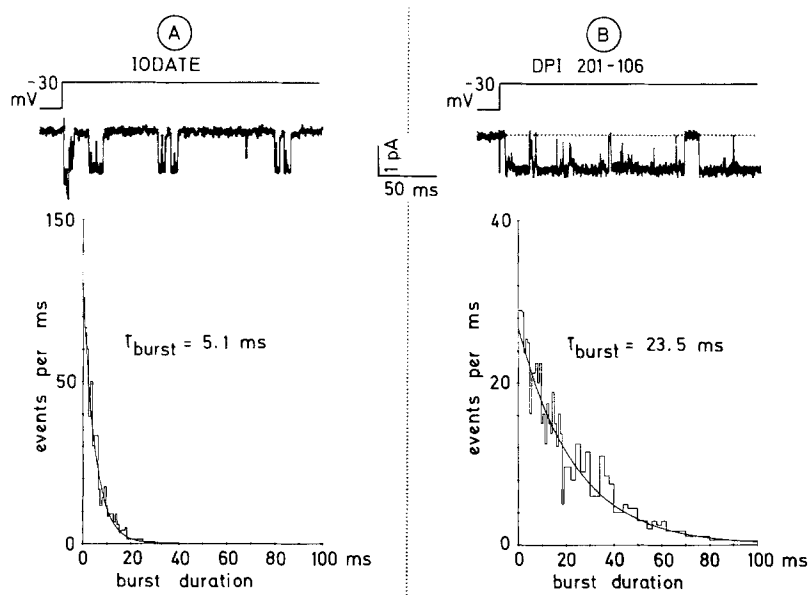 A
IODATE
-30
mV
B
DPI 201-106
-30
mV
1 pA
50 ms
150
50
0
events per ms
τburst = 5.1 ms
0 20 40 60 80 100 ms
burst duration
40
20
0
events per ms
τburst = 23.5 ms
0 20 40 60 80 100 ms
burst duration